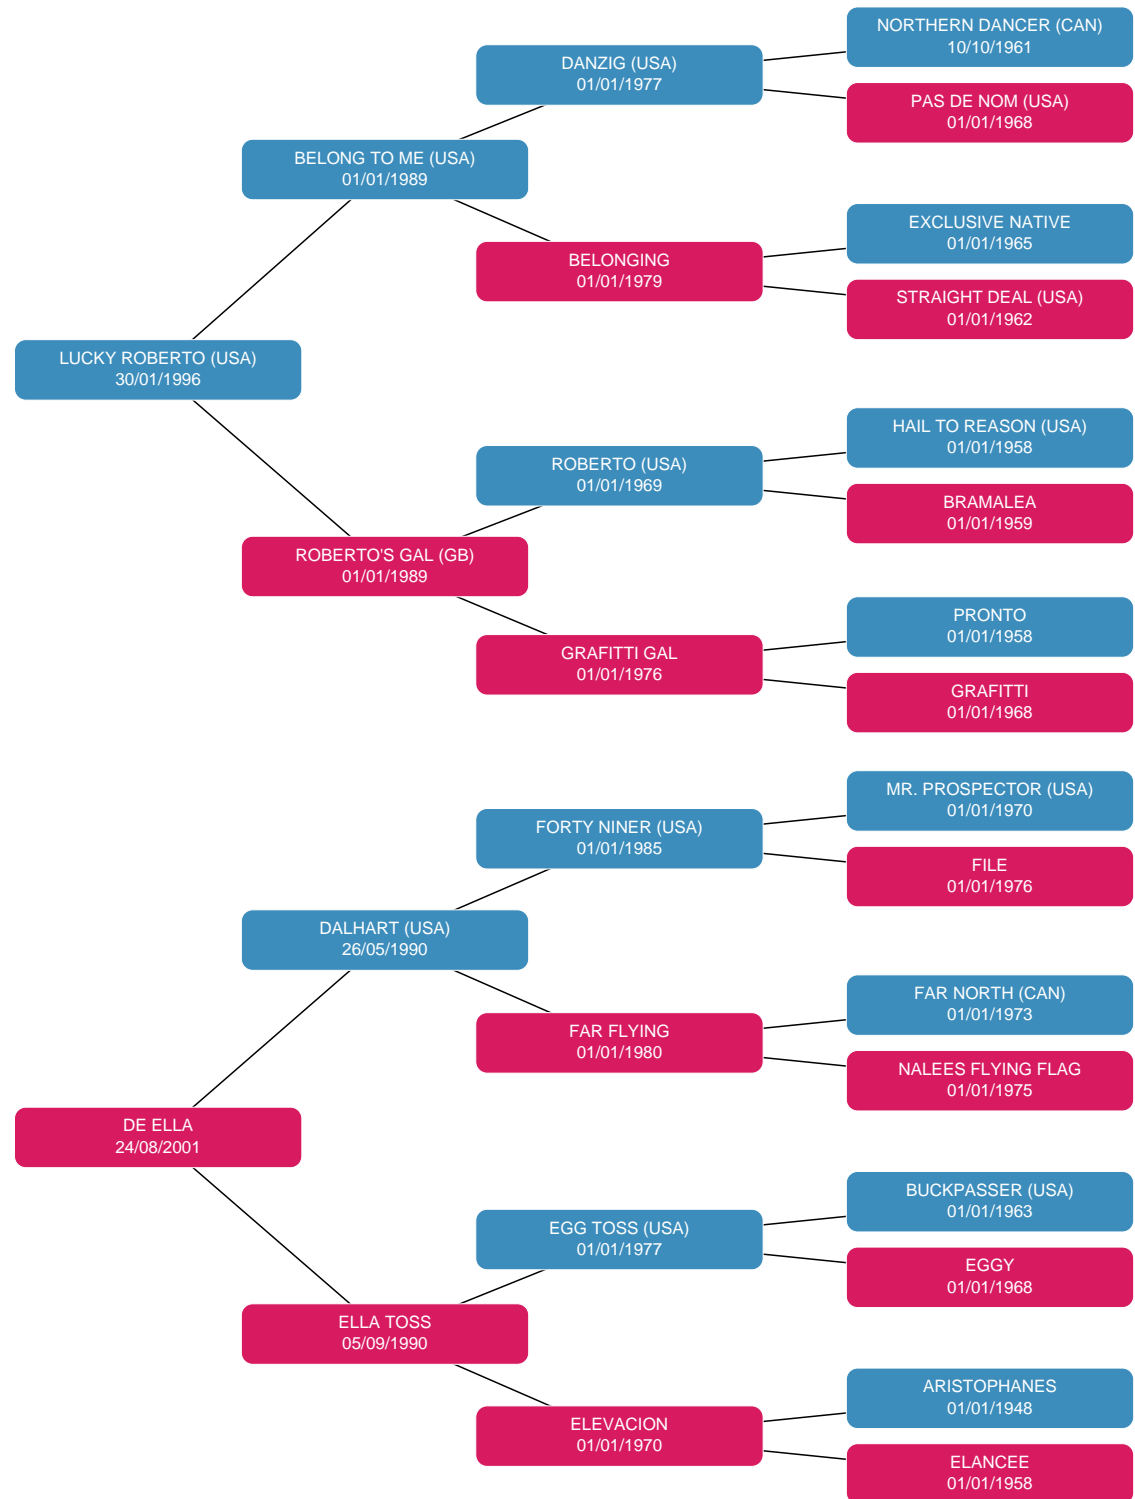 NORTHERN DANCER (CAN)
10/10/1961
DANZIG (USA)
01/01/1977
PAS DE NOM (USA)
01/01/1968
BELONG TO ME (USA)
01/01/1989
EXCLUSIVE NATIVE
01/01/1965
BELONGING
01/01/1979
STRAIGHT DEAL (USA)
01/01/1962
LUCKY ROBERTO (USA)
30/01/1996
HAIL TO REASON (USA)
01/01/1958
ROBERTO (USA)
01/01/1969
BRAMALEA
01/01/1959
ROBERTO'S GAL (GB)
01/01/1989
PRONTO
01/01/1958
GRAFITTI GAL
01/01/1976
GRAFITTI
01/01/1968
MR. PROSPECTOR (USA)
01/01/1970
FORTY NINER (USA)
01/01/1985
FILE
01/01/1976
DALHART (USA)
26/05/1990
FAR NORTH (CAN)
01/01/1973
FAR FLYING
01/01/1980
NALEES FLYING FLAG
01/01/1975
DE ELLA
24/08/2001
BUCKPASSER (USA)
01/01/1963
EGG TOSS (USA)
01/01/1977
EGGY
01/01/1968
ELLA TOSS
05/09/1990
ARISTOPHANES
01/01/1948
ELEVACION
01/01/1970
ELANCEE
01/01/1958